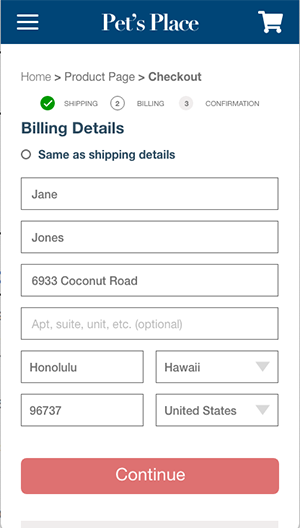 Pet's Place
Home > Product Page > Checkout
SHIPPING 2 BILLING 3 CONFIRMATION
Billing Details
Same as shipping details
Jane
Jones
6933 Coconut Road
Apt, suite, unit, etc. (optional)
Honolulu Hawaii
96737 United States
Continue